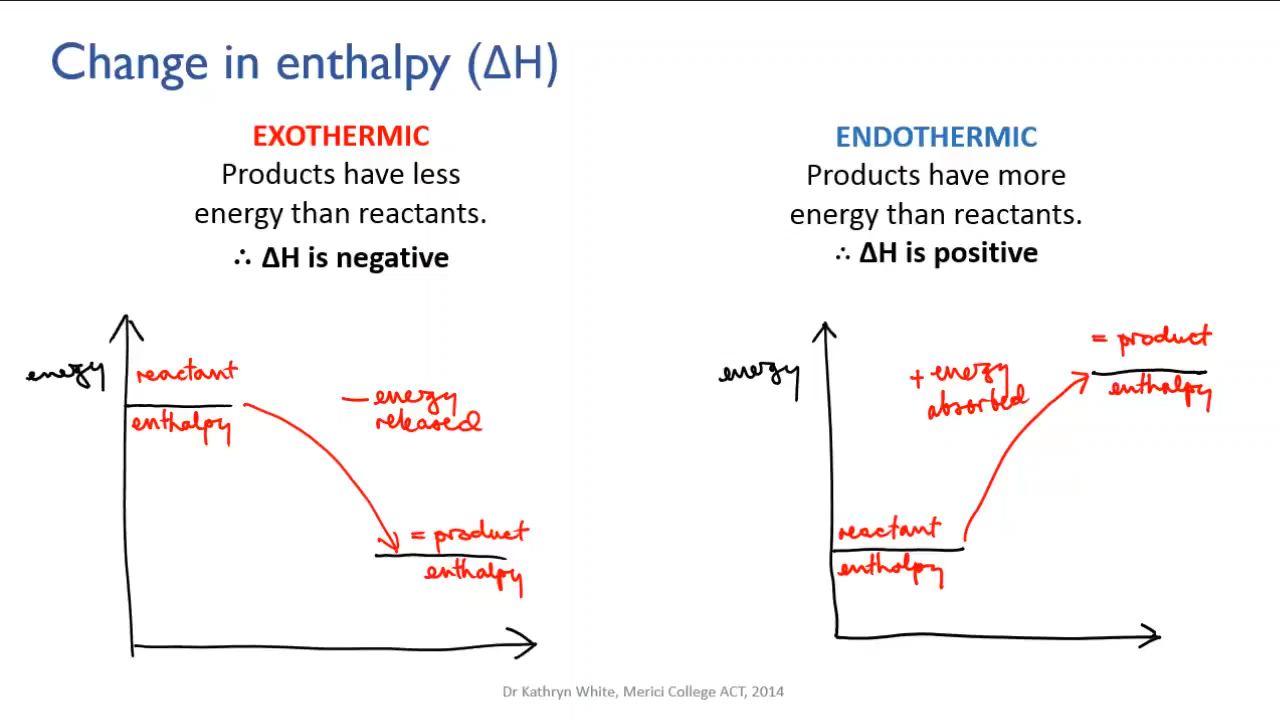 Change in enthalpy (ΔH)
EXOTHERMIC
Products have less
energy than reactants.
∴ ΔH is negative
energy
reactant
enthalpy
– energy
released
= product
enthalpy
ENDOTHERMIC
Products have more
energy than reactants.
∴ ΔH is positive
energy
reactant
enthalpy
+ energy
absorbed
= product
enthalpy
Dr Kathryn White, Merici College ACT, 2014